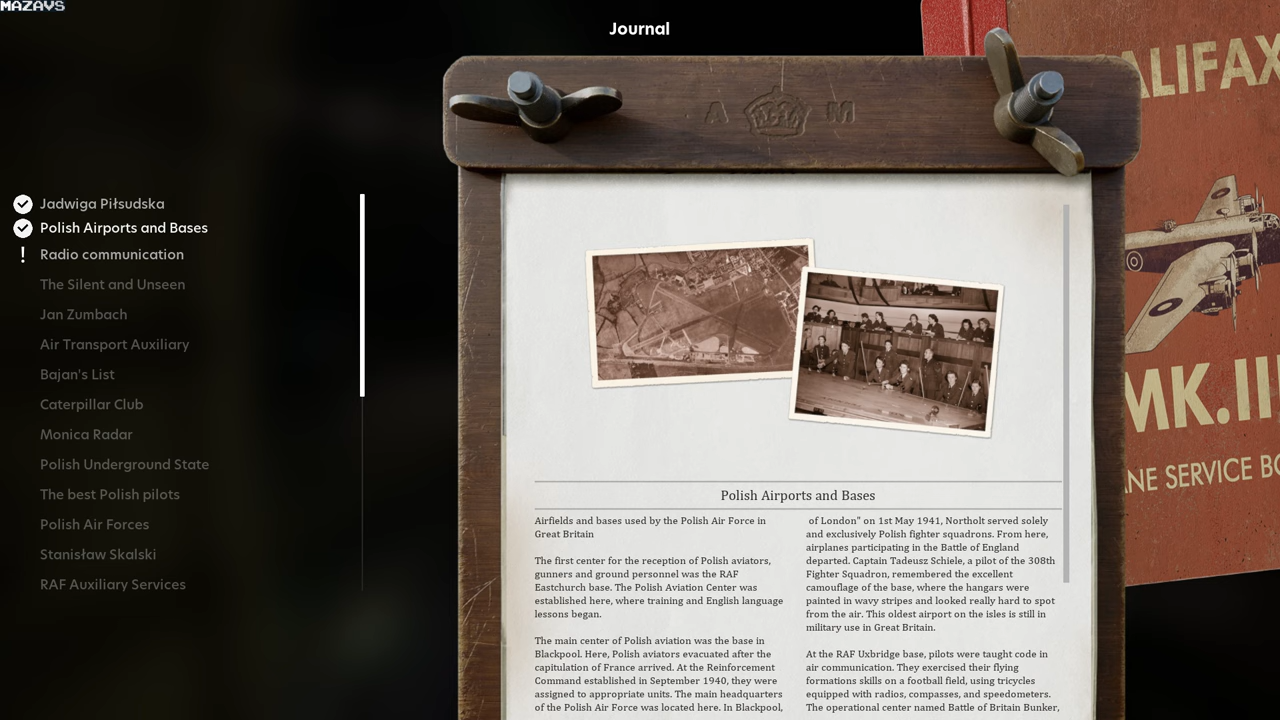 MAZAVS
Journal
A M
ALIFAX
MK.II
ANE SERVICE BO
Jadwiga Piłsudska
Polish Airports and Bases
! Radio communication
The Silent and Unseen
Jan Zumbach
Air Transport Auxiliary
Bajan's List
Caterpillar Club
Monica Radar
Polish Underground State
The best Polish pilots
Polish Air Forces
Stanisław Skalski
RAF Auxiliary Services
Polish Airports and Bases
Airfields and bases used by the Polish Air Force in
Great Britain
The first center for the reception of Polish aviators,
gunners and ground personnel was the RAF
Eastchurch base. The Polish Aviation Center was
established here, where training and English language
lessons began.
The main center of Polish aviation was the base in
Blackpool. Here, Polish aviators evacuated after the
capitulation of France arrived. At the Reinforcement
Command established in September 1940, they were
assigned to appropriate units. The main headquarters
of the Polish Air Force was located here. In Blackpool,
of London" on 1st May 1941, Northolt served solely
and exclusively Polish fighter squadrons. From here,
airplanes participating in the Battle of England
departed. Captain Tadeusz Schiele, a pilot of the 308th
Fighter Squadron, remembered the excellent
camouflage of the base, where the hangars were
painted in wavy stripes and looked really hard to spot
from the air. This oldest airport on the isles is still in
military use in Great Britain.
At the RAF Uxbridge base, pilots were taught code in
air communication. They exercised their flying
formations skills on a football field, using tricycles
equipped with radios, compasses, and speedometers.
The operational center named Battle of Britain Bunker,